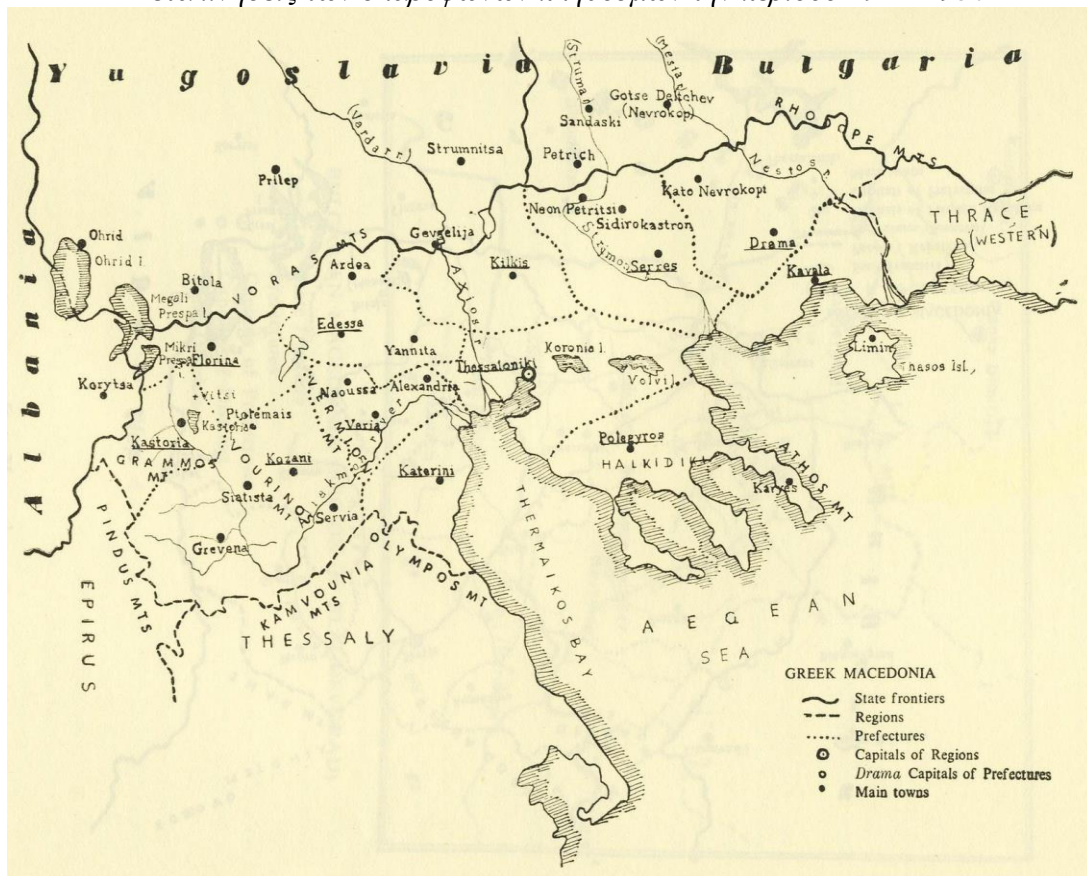 Y u g o s l a v i a
B u l g a r i a
(Struma)
(Mesta)
Gotse Deltchev
(Nevrokop)
Sandaski
RHODOPE MTS
(Vardar)
Strumnitsa
Petrich
Nestos r.
Prilep
Kato Nevrokopi
Neon Petritsi
Sidirokastron
THRACE
(WESTERN)
Ohrid
Ohrid l.
Gevgelija
VORAS MTS
Drama
Ardea
Axios r.
Kilkis
Serres
Kavala
Bitola
Megali
Prespa l.
Albania
Edessa
Yannita
Koronia l.
Limin
Mikri
Prespa
Florina
Thessaloniki
Volvi l.
Thasos Isl.,
Korytsa
Naoussa
Alexandria
+ Vitsi
Ptolemais
VERMION MT
river
Veria
Kastoria
Kastoria
Polegyros
GRAMMOS
MT
VOURINOS
MT
Kozani
Katerini
HALKIDIKI
Karyes
ATHOS MT
Siatista
Servia
THERMAIKOS BAY
PINDUS MTS
Grevena
OLYMPOS MT
EPIRUS
KAMVOUNIA
MTS
THESSALY
AEGEAN
SEA
GREEK MACEDONIA
State frontiers
Regions
Prefectures
Capitals of Regions
Drama Capitals of Prefectures
Main towns